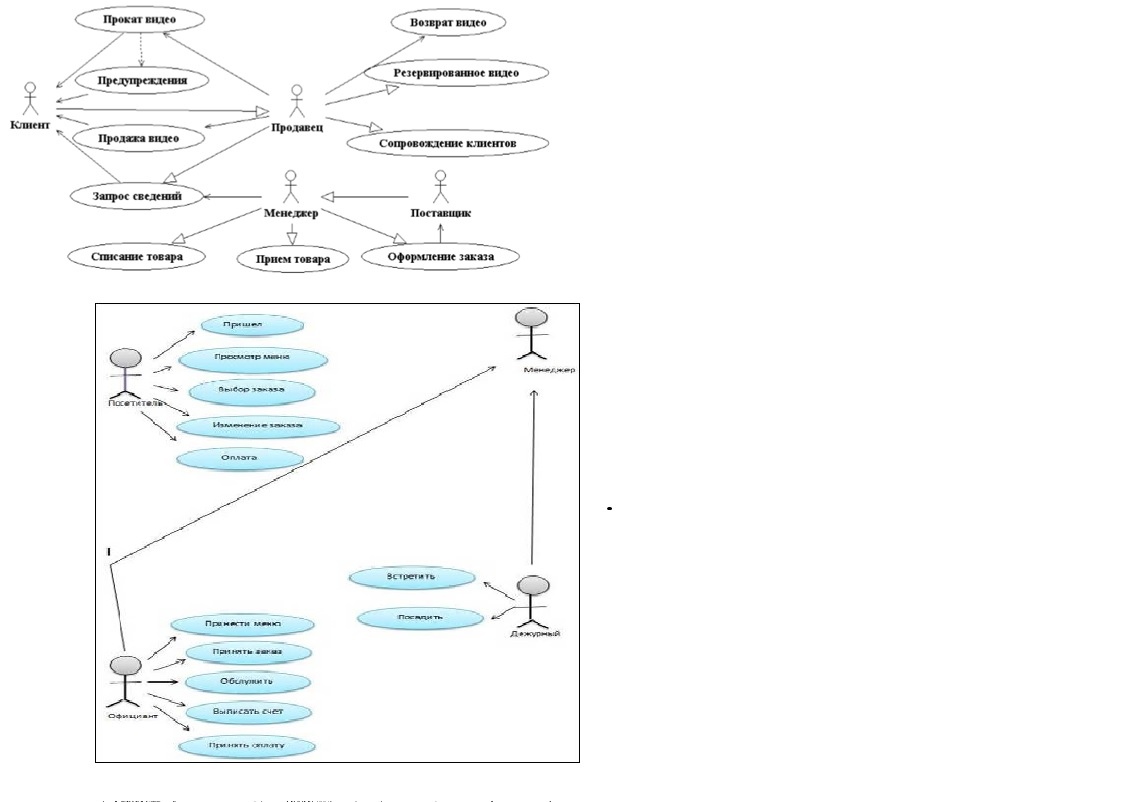 Прокат видео
Возврат видео
Предупреждения
Резервированное видео
Клиент
Продавец
Продажа видео
Сопровождение клиентов
Запрос сведений
Менеджер
Поставщик
Списание товара
Прием товара
Оформление заказа
Пришел
Просмотр меню
Менеджер
Выбор заказа
Посетитель
Изменение заказа
Оплата
Встретить
Посадить
Принести меню
Дежурный
Принять заказ
Обслужить
Выписать счет
Официант
Принять оплату